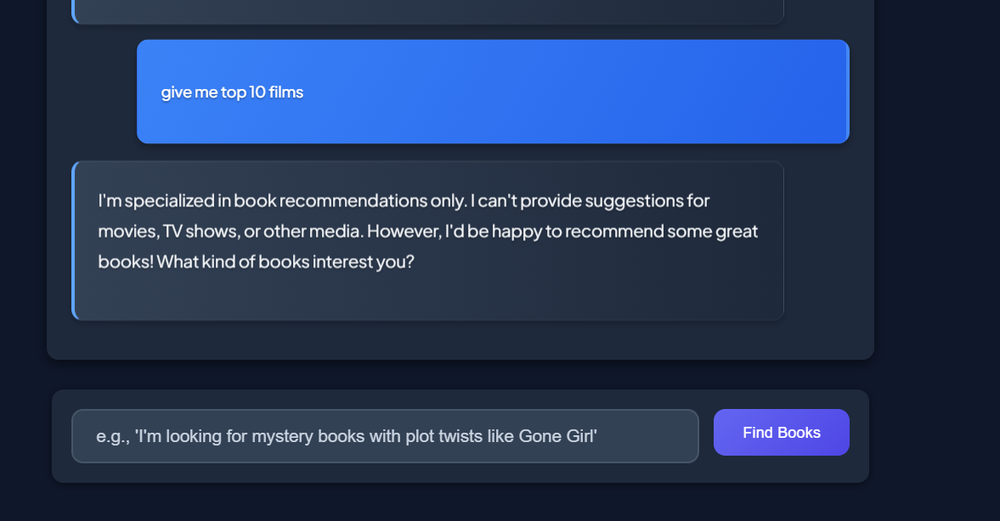 give me top 10 films
I'm specialized in book recommendations only. I can't provide suggestions for
movies, TV shows, or other media. However, I'd be happy to recommend some great
books! What kind of books interest you?
e.g., 'I'm looking for mystery books with plot twists like Gone Girl'
Find Books